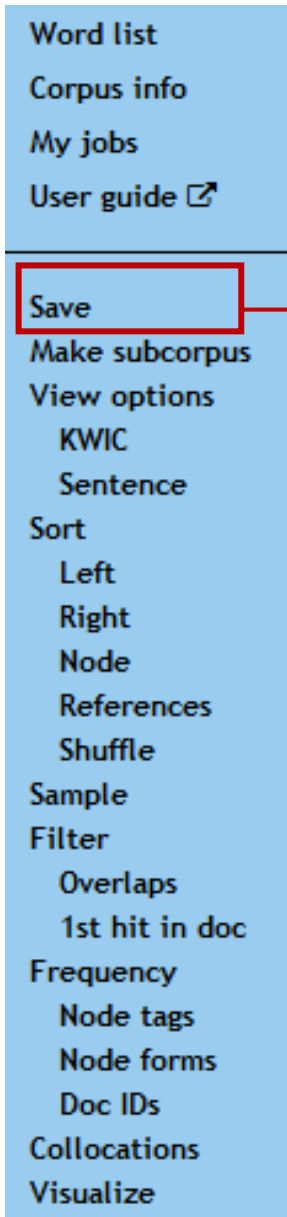 Word list
Corpus info
My jobs
User guide
Save
Make subcorpus
View options
KWIC
Sentence
Sort
Left
Right
Node
References
Shuffle
Sample
Filter
Overlaps
1st hit in doc
Frequency
Node tags
Node forms
Doc IDs
Collocations
Visualize